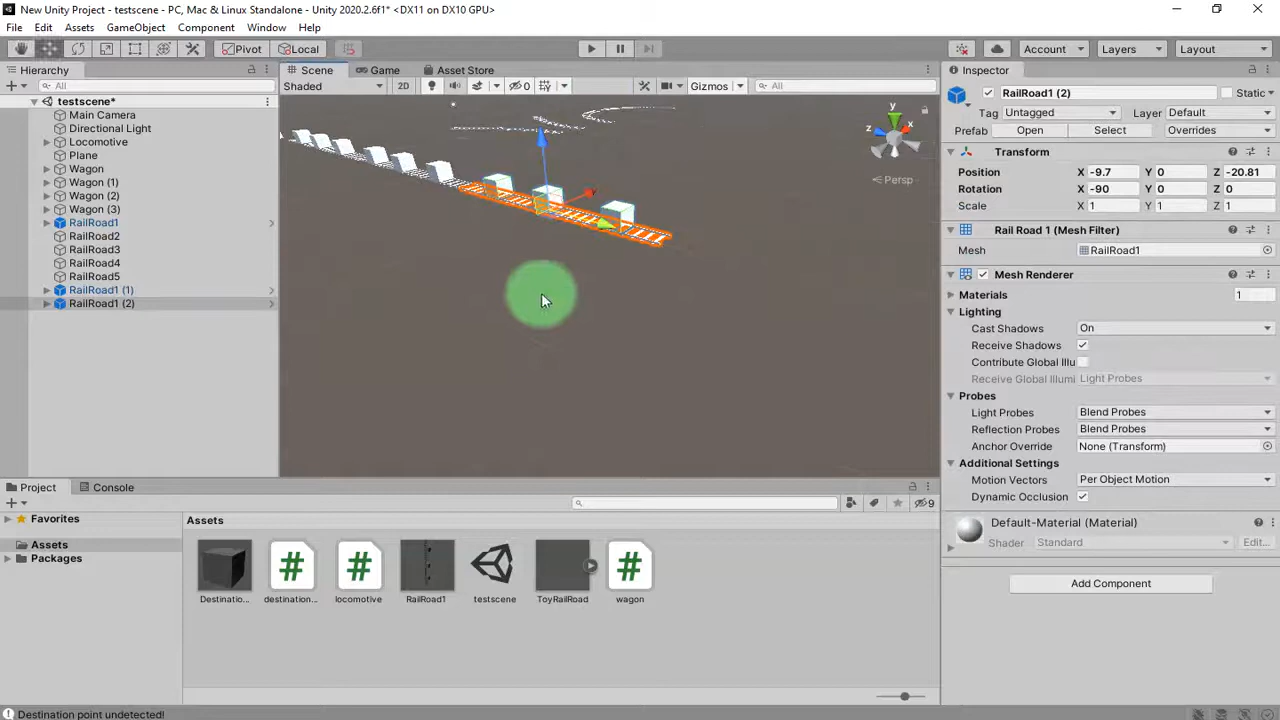 New Unity Project - testscene - PC, Mac & Linux Standalone - Unity 2020.2.6f1* <DX11 on DX10 GPU>
File Edit Assets GameObject Component Window Help
Pivot Local Account Layers Layout
Hierarchy
All
testscene*
Main Camera
Directional Light
Locomotive
Plane
Wagon
Wagon (1)
Wagon (2)
Wagon (3)
RailRoad1
RailRoad2
RailRoad3
RailRoad4
RailRoad5
RailRoad1 (1)
RailRoad1 (2)
Scene Game Asset Store
Shaded 2D 0 Gizmos All
y
x
z
Persp
Inspector
RailRoad1 (2) Static
Tag Untagged Layer Default
Prefab Open Select Overrides
Transform
Position X -9.7 Y 0 Z -20.81
Rotation X -90 Y 0 Z 0
Scale X 1 Y 1 Z 1
Rail Road 1 (Mesh Filter)
Mesh RailRoad1
Mesh Renderer
Materials 1
Lighting
Cast Shadows On
Receive Shadows
Contribute Global Illu
Receive Global Illumi Light Probes
Probes
Light Probes Blend Probes
Reflection Probes Blend Probes
Anchor Override None (Transform)
Additional Settings
Motion Vectors Per Object Motion
Dynamic Occlusion
Default-Material (Material)
Shader Standard Edit...
Add Component
Project Console
9
Favorites
Assets
Packages
Assets
Destinatio... destination... locomotive RailRoad1 testscene ToyRailRoad wagon
Destination point undetected!